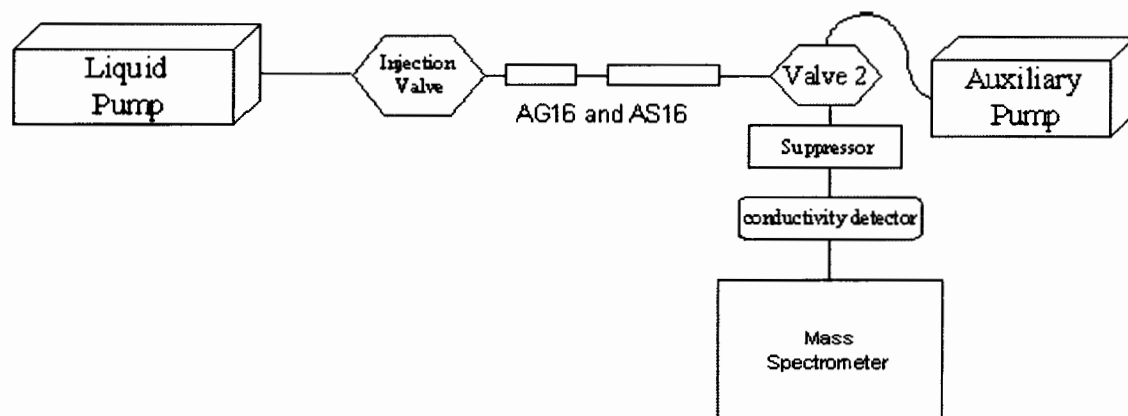 Liquid
Pump
Injection
Valve
AG16 and AS16
Valve 2
Auxiliary
Pump
Suppressor
conductivity detector
Mass
Spectrometer